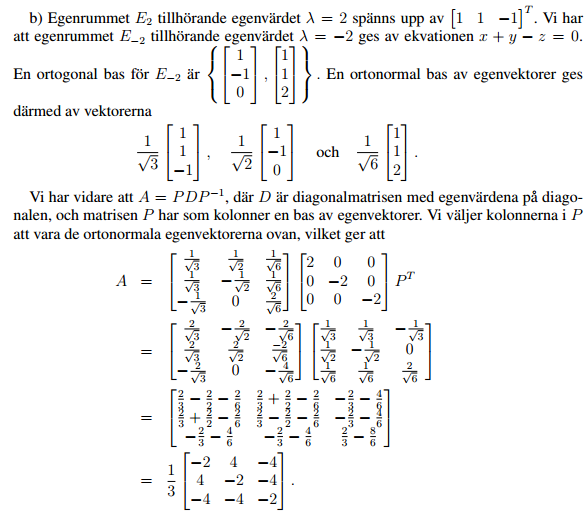 b) Egenrummet $E_2$ tillhörande egenvärdet $\lambda = 2$ spänns upp av $\begin{bmatrix} 1 & 1 & -1 \end{bmatrix}^T$. Vi har
att egenrummet $E_{-2}$ tillhörande egenvärdet $\lambda = -2$ ges av ekvationen $x + y - z = 0$.
En ortogonal bas för $E_{-2}$ är $\left\{ \begin{bmatrix} 1 \\ -1 \\ 0 \end{bmatrix}, \begin{bmatrix} 1 \\ 1 \\ 2 \end{bmatrix} \right\}$. En ortonormal bas av egenvektorer ges
därmed av vektorerna
$\frac{1}{\sqrt{3}} \begin{bmatrix} 1 \\ 1 \\ -1 \end{bmatrix}, \quad \frac{1}{\sqrt{2}} \begin{bmatrix} 1 \\ -1 \\ 0 \end{bmatrix} \quad \text{och} \quad \frac{1}{\sqrt{6}} \begin{bmatrix} 1 \\ 1 \\ 2 \end{bmatrix}.$
Vi har vidare att $A = PDP^{-1}$, där $D$ är diagonalmatrisen med egenvärdena på diago-
nalen, och matrisen $P$ har som kolonner en bas av egenvektorer. Vi väljer kolonnerna i $P$
att vara de ortonormala egenvektorerna ovan, vilket ger att
$A = \begin{bmatrix} \frac{1}{\sqrt{3}} & \frac{1}{\sqrt{2}} & \frac{1}{\sqrt{6}} \\ \frac{1}{\sqrt{3}} & -\frac{1}{\sqrt{2}} & \frac{1}{\sqrt{6}} \\ -\frac{1}{\sqrt{3}} & 0 & \frac{2}{\sqrt{6}} \end{bmatrix} \begin{bmatrix} 2 & 0 & 0 \\ 0 & -2 & 0 \\ 0 & 0 & -2 \end{bmatrix} P^T$
$= \begin{bmatrix} \frac{2}{\sqrt{3}} & -\frac{2}{\sqrt{2}} & -\frac{2}{\sqrt{6}} \\ \frac{2}{\sqrt{3}} & \frac{2}{\sqrt{2}} & \frac{-2}{\sqrt{6}} \\ -\frac{2}{\sqrt{3}} & 0 & -\frac{4}{\sqrt{6}} \end{bmatrix} \begin{bmatrix} \frac{1}{\sqrt{3}} & \frac{1}{\sqrt{3}} & -\frac{1}{\sqrt{3}} \\ \frac{1}{\sqrt{2}} & -\frac{1}{\sqrt{2}} & 0 \\ \frac{1}{\sqrt{6}} & \frac{1}{\sqrt{6}} & \frac{2}{\sqrt{6}} \end{bmatrix}$
$= \begin{bmatrix} \frac{2}{3} - \frac{2}{2} - \frac{2}{6} & \frac{2}{3} + \frac{2}{2} - \frac{2}{6} & -\frac{2}{3} - \frac{4}{6} \\ \frac{2}{3} + \frac{2}{2} - \frac{2}{6} & \frac{2}{3} - \frac{2}{2} - \frac{2}{6} & -\frac{2}{3} - \frac{4}{6} \\ -\frac{2}{3} - \frac{4}{6} & -\frac{2}{3} - \frac{4}{6} & \frac{2}{3} - \frac{8}{6} \end{bmatrix}$
$= \frac{1}{3} \begin{bmatrix} -2 & 4 & -4 \\ 4 & -2 & -4 \\ -4 & -4 & -2 \end{bmatrix}.$